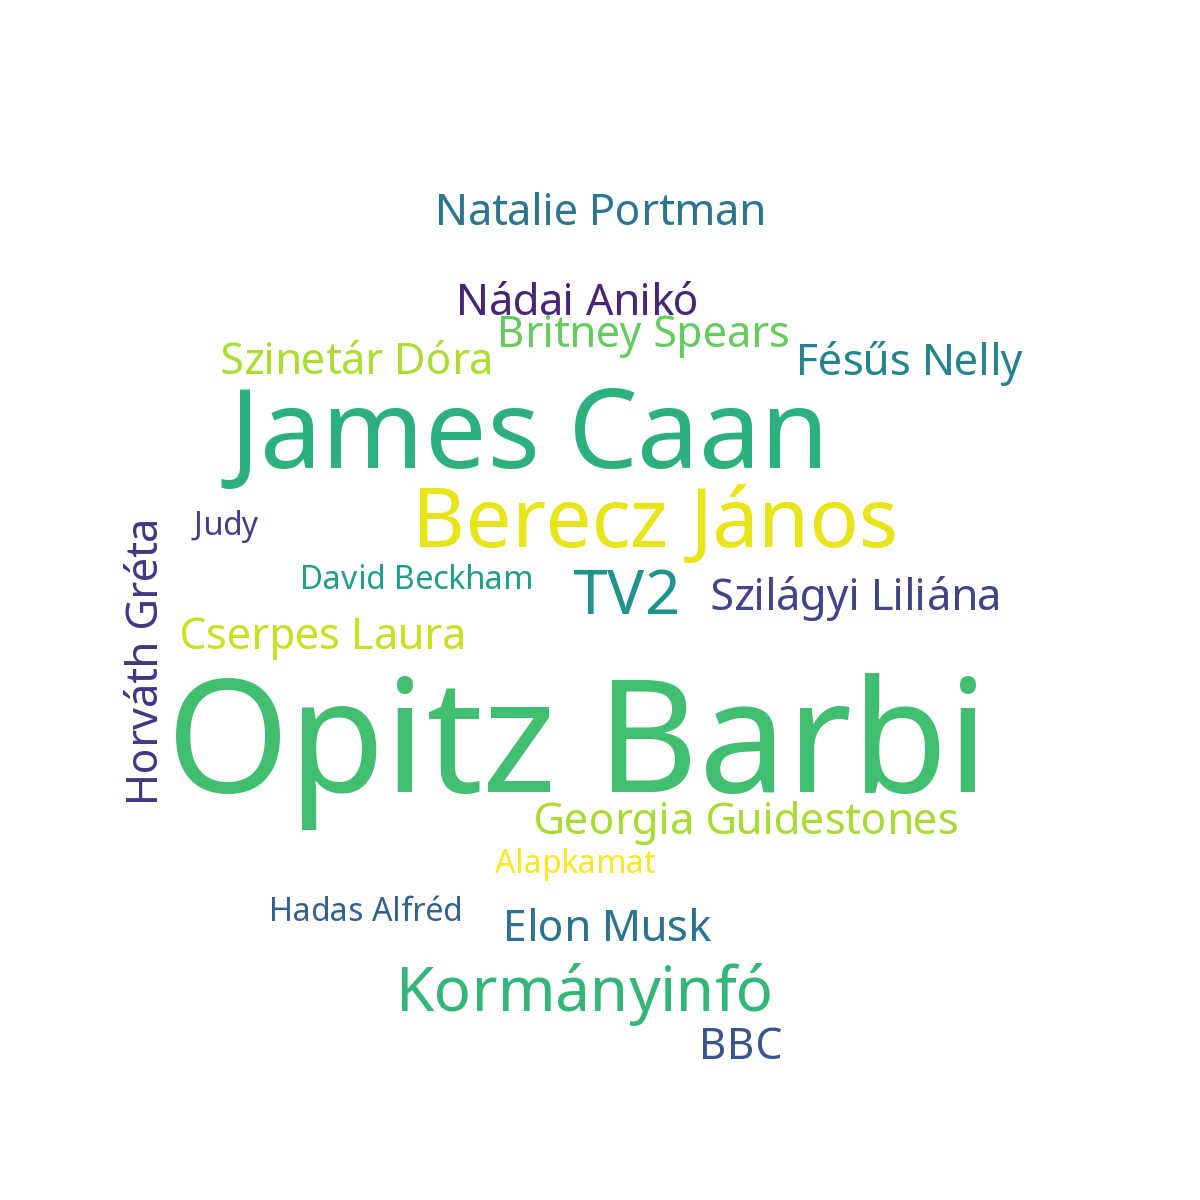 Natalie Portman
Nádai Anikó
Britney Spears
Szinetár Dóra
Fésűs Nelly
James Caan
Berecz János
Judy
David Beckham
TV2
Szilágyi Liliána
Horváth Gréta
Cserpes Laura
Opitz Barbi
Georgia Guidestones
Alapkamat
Hadas Alfréd
Elon Musk
Kormányinfó
BBC